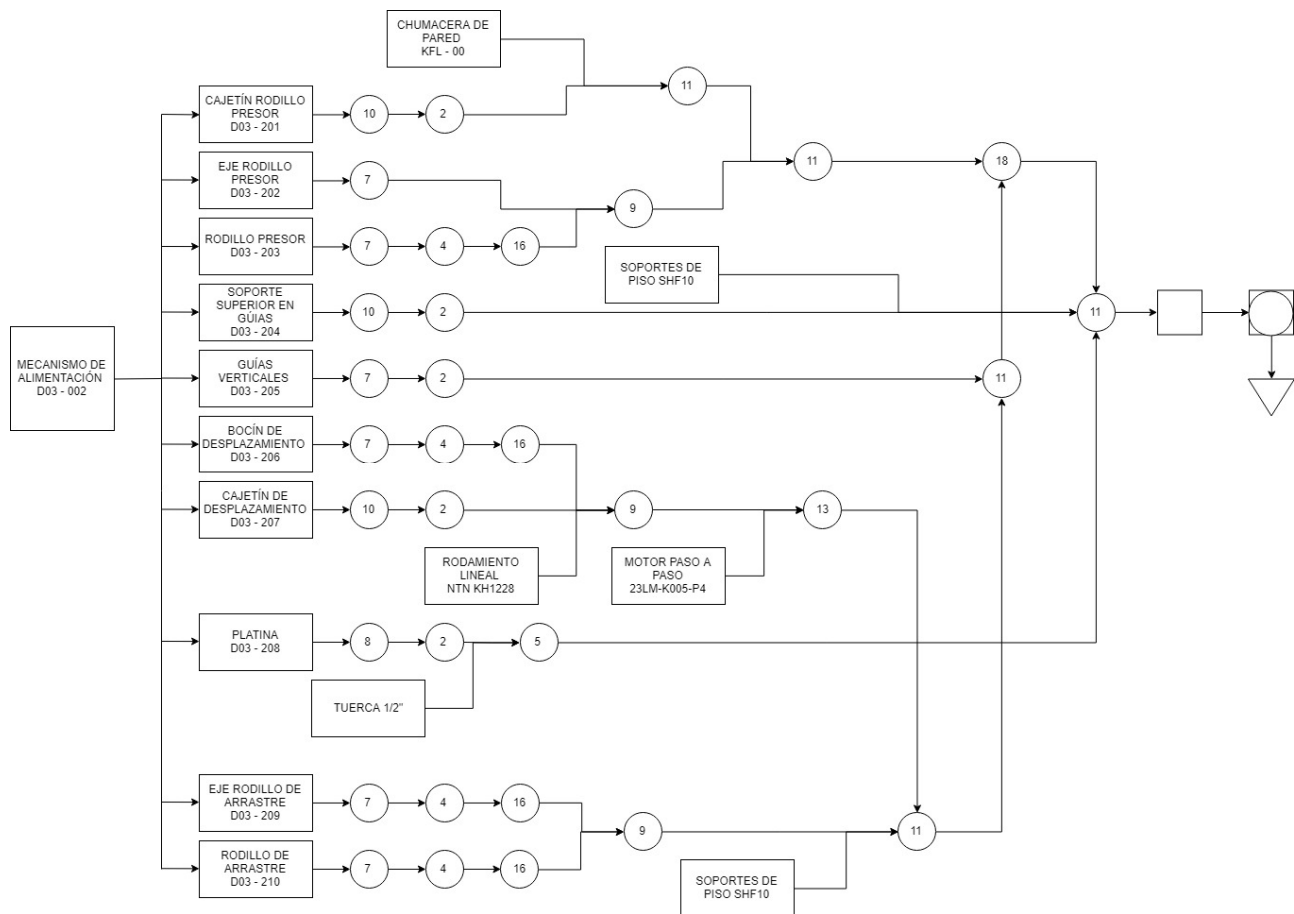 CHUMACERA DE
PARED
KFL - 00
11
CAJETÍN RODILLO
PRESOR
D03 - 201
10
2
EJE RODILLO
PRESOR
D03 - 202
7
11
18
RODILLO PRESOR
D03 - 203
7
4
16
9
SOPORTES DE
PISO SHF10
SOPORTE
SUPERIOR EN
GÚIAS
D03 - 204
10
2
11
MECANISMO DE
ALIMENTACIÓN
D03 - 002
GUÍAS
VERTICALES
D03 - 205
7
2
11
BOCÍN DE
DESPLAZAMIENTO
D03 - 206
7
4
16
CAJETÍN DE
DESPLAZAMIENTO
D03 - 207
10
2
9
13
RODAMIENTO
LINEAL
NTN KH1228
MOTOR PASO A
PASO
23LM-K005-P4
PLATINA
D03 - 208
8
2
5
TUERCA 1/2"
EJE RODILLO DE
ARRASTRE
D03 - 209
7
4
16
9
11
RODILLO DE
ARRASTRE
D03 - 210
7
4
16
SOPORTES DE
PISO SHF10